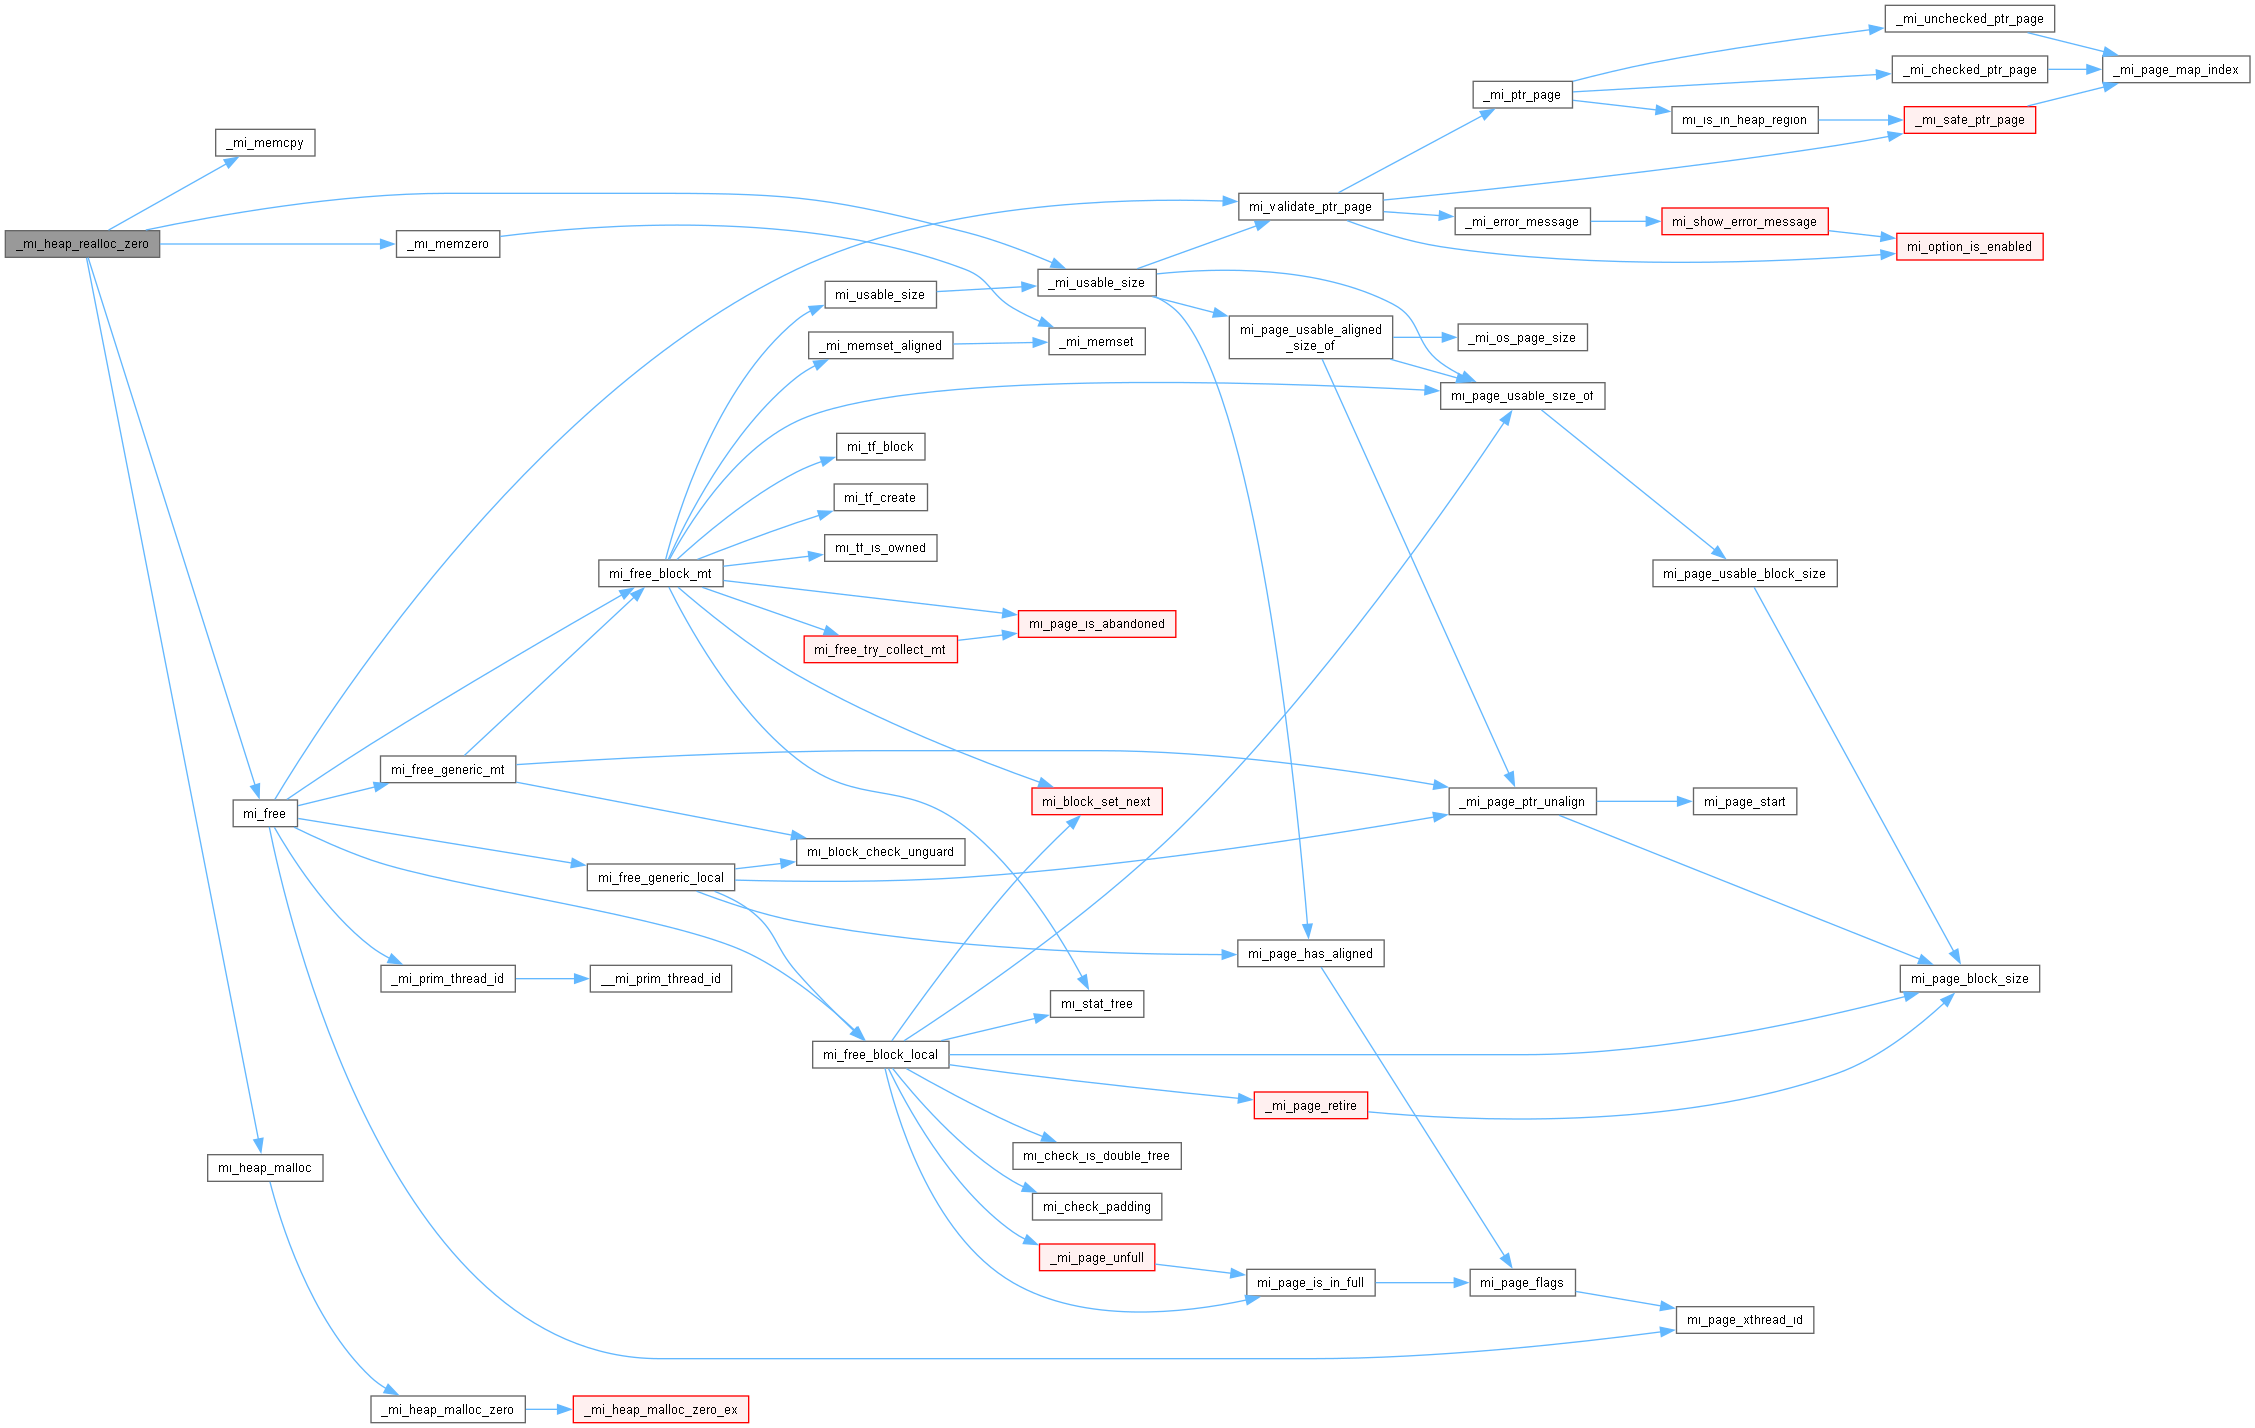 _mi_unchecked_ptr_page
_mi_checked_ptr_page
_mi_page_map_index
_mi_ptr_page
mi_is_in_heap_region
_mi_safe_ptr_page
_mi_memcpy
mi_validate_ptr_page
_mi_error_message
mi_show_error_message
mi_option_is_enabled
_mi_heap_realloc_zero
_mi_memzero
_mi_usable_size
mi_usable_size
_mi_memset_aligned
_mi_memset
mi_page_usable_aligned
_size_of
_mi_os_page_size
mi_page_usable_size_of
mi_tf_block
mi_tf_create
mi_tf_is_owned
mi_free_block_mt
mi_page_usable_block_size
mi_page_is_abandoned
mi_free_try_collect_mt
mi_free_generic_mt
mi_free
mi_block_set_next
_mi_page_ptr_unalign
mi_page_start
mi_block_check_unguard
mi_free_generic_local
mi_page_has_aligned
_mi_prim_thread_id
__mi_prim_thread_id
mi_page_block_size
mi_stat_free
mi_free_block_local
_mi_page_retire
mi_check_is_double_free
mi_heap_malloc
mi_check_padding
_mi_page_unfull
mi_page_is_in_full
mi_page_flags
mi_page_xthread_id
_mi_heap_malloc_zero
_mi_heap_malloc_zero_ex